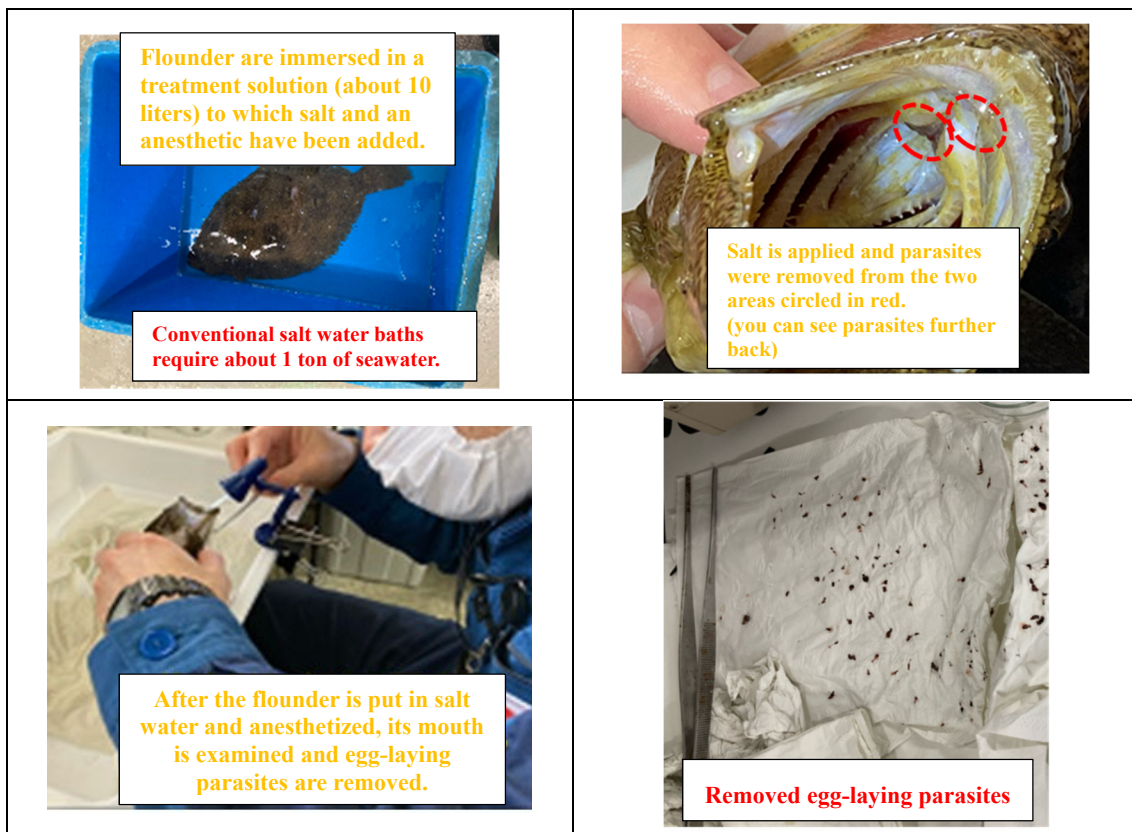 Flounder are immersed in a
treatment solution (about 10
liters) to which salt and an
anesthetic have been added.
Conventional salt water baths
require about 1 ton of seawater.
Salt is applied and parasites
were removed from the two
areas circled in red.
(you can see parasites further
back)
After the flounder is put in salt
water and anesthetized, its mouth
is examined and egg-laying
parasites are removed.
Removed egg-laying parasites